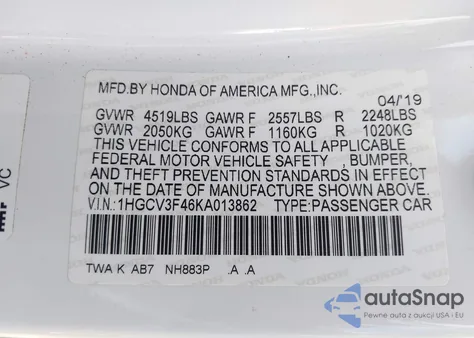 MFD.BY HONDA OF AMERICA MFG.,INC.
04/'19
GVWR 4519LBS GAWR F 2557LBS R 2248LBS
GVWR 2050KG GAWR F 1160KG R 1020KG
THIS VEHICLE CONFORMS TO ALL APPLICABLE
FEDERAL MOTOR VEHICLE SAFETY , BUMPER,
AND THEFT PREVENTION STANDARDS IN EFFECT ON
THE DATE OF MANUFACTURE SHOWN ABOVE.
V.I.N.: 1HGCV3F46KA013862 TYPE:PASSENGER CAR
TWA K AB7 NH883P .A .A
VC
autoSnap
Pewne auto z USA i EU